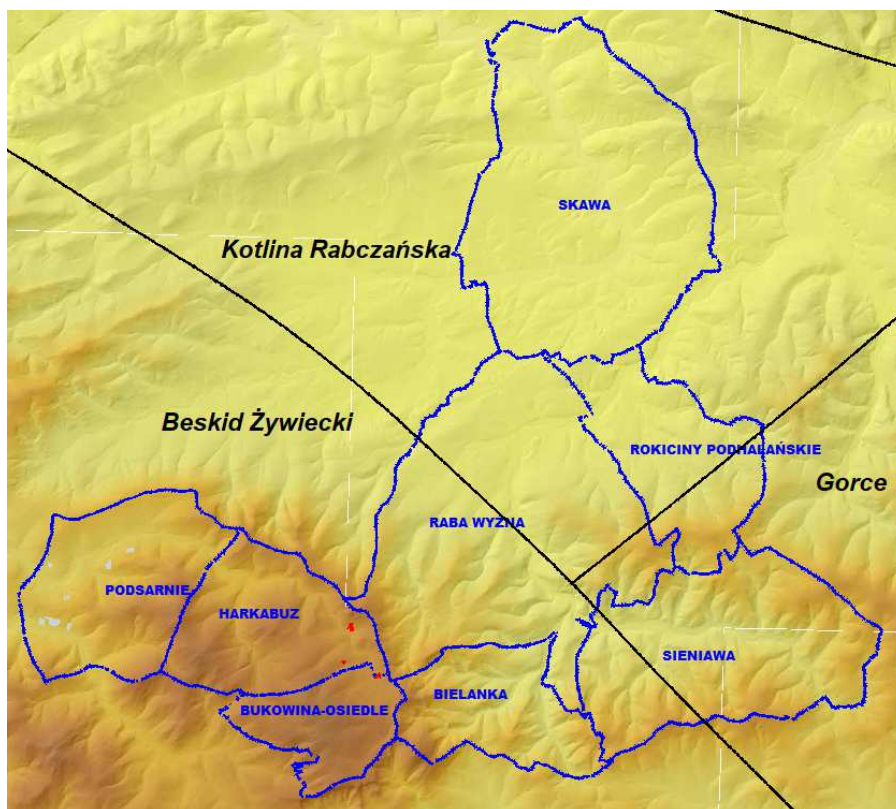 SKAWA
Kotlina Rabczańska
Beskid Żywiecki
ROKICINY PODHALAŃSKIE
Gorce
RABA WYŻNA
PODSARNIE
HARKABUZ
SIENIAWA
BIELANKA
BUKOWINA-OSIEDLE